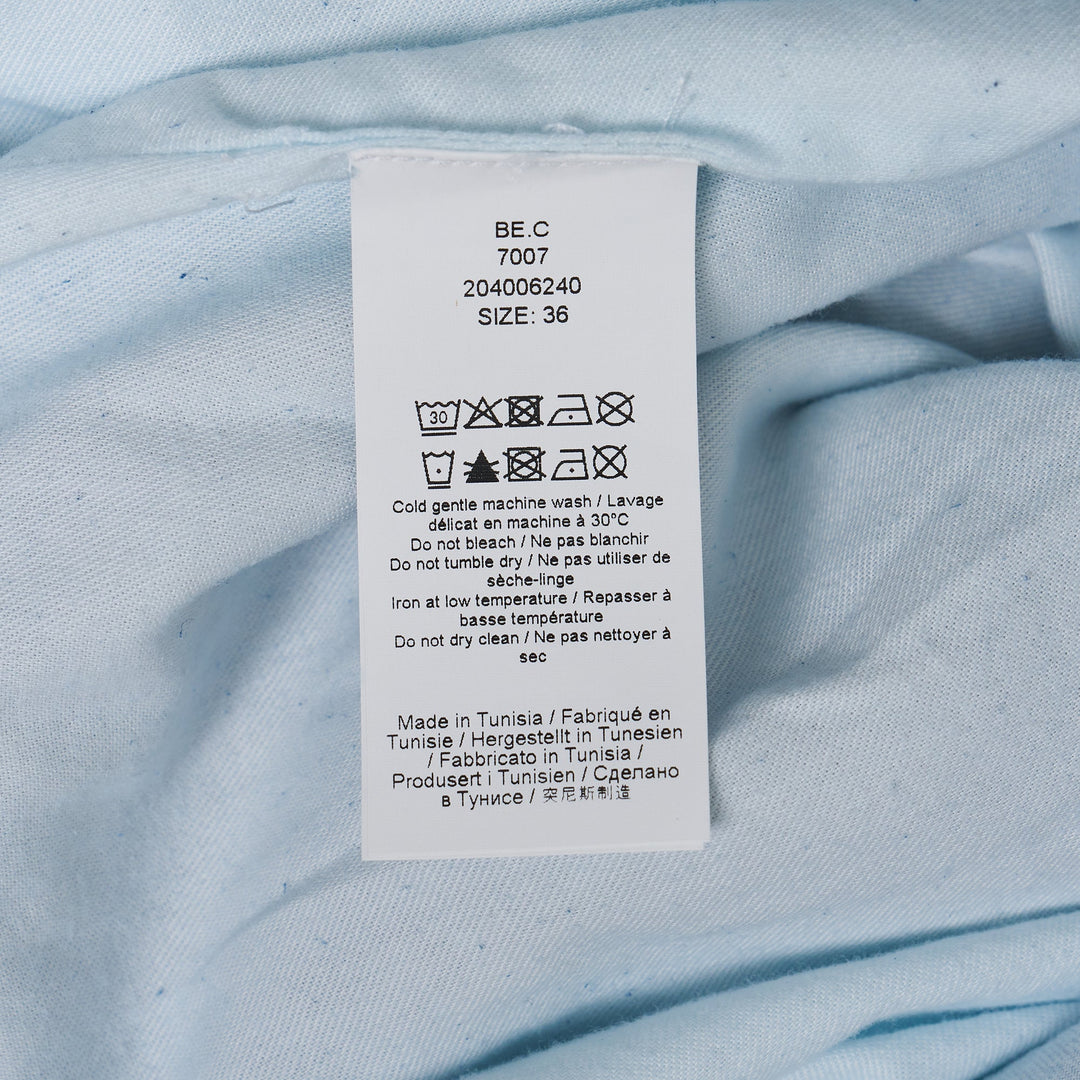 BE.C
7007
204006240
SIZE: 36
30
Cold gentle machine wash / Lavage
délicat en machine à 30°C
Do not bleach / Ne pas blanchir
Do not tumble dry / Ne pas utiliser de
sèche-linge
Iron at low temperature / Repasser à
basse température
Do not dry clean / Ne pas nettoyer à
sec
Made in Tunisia / Fabriqué en
Tunisie / Hergestellt in Tunesien
/ Fabbricato in Tunisia /
Produsert i Tunisien / Сделано
в Тунисе / 突尼斯制造